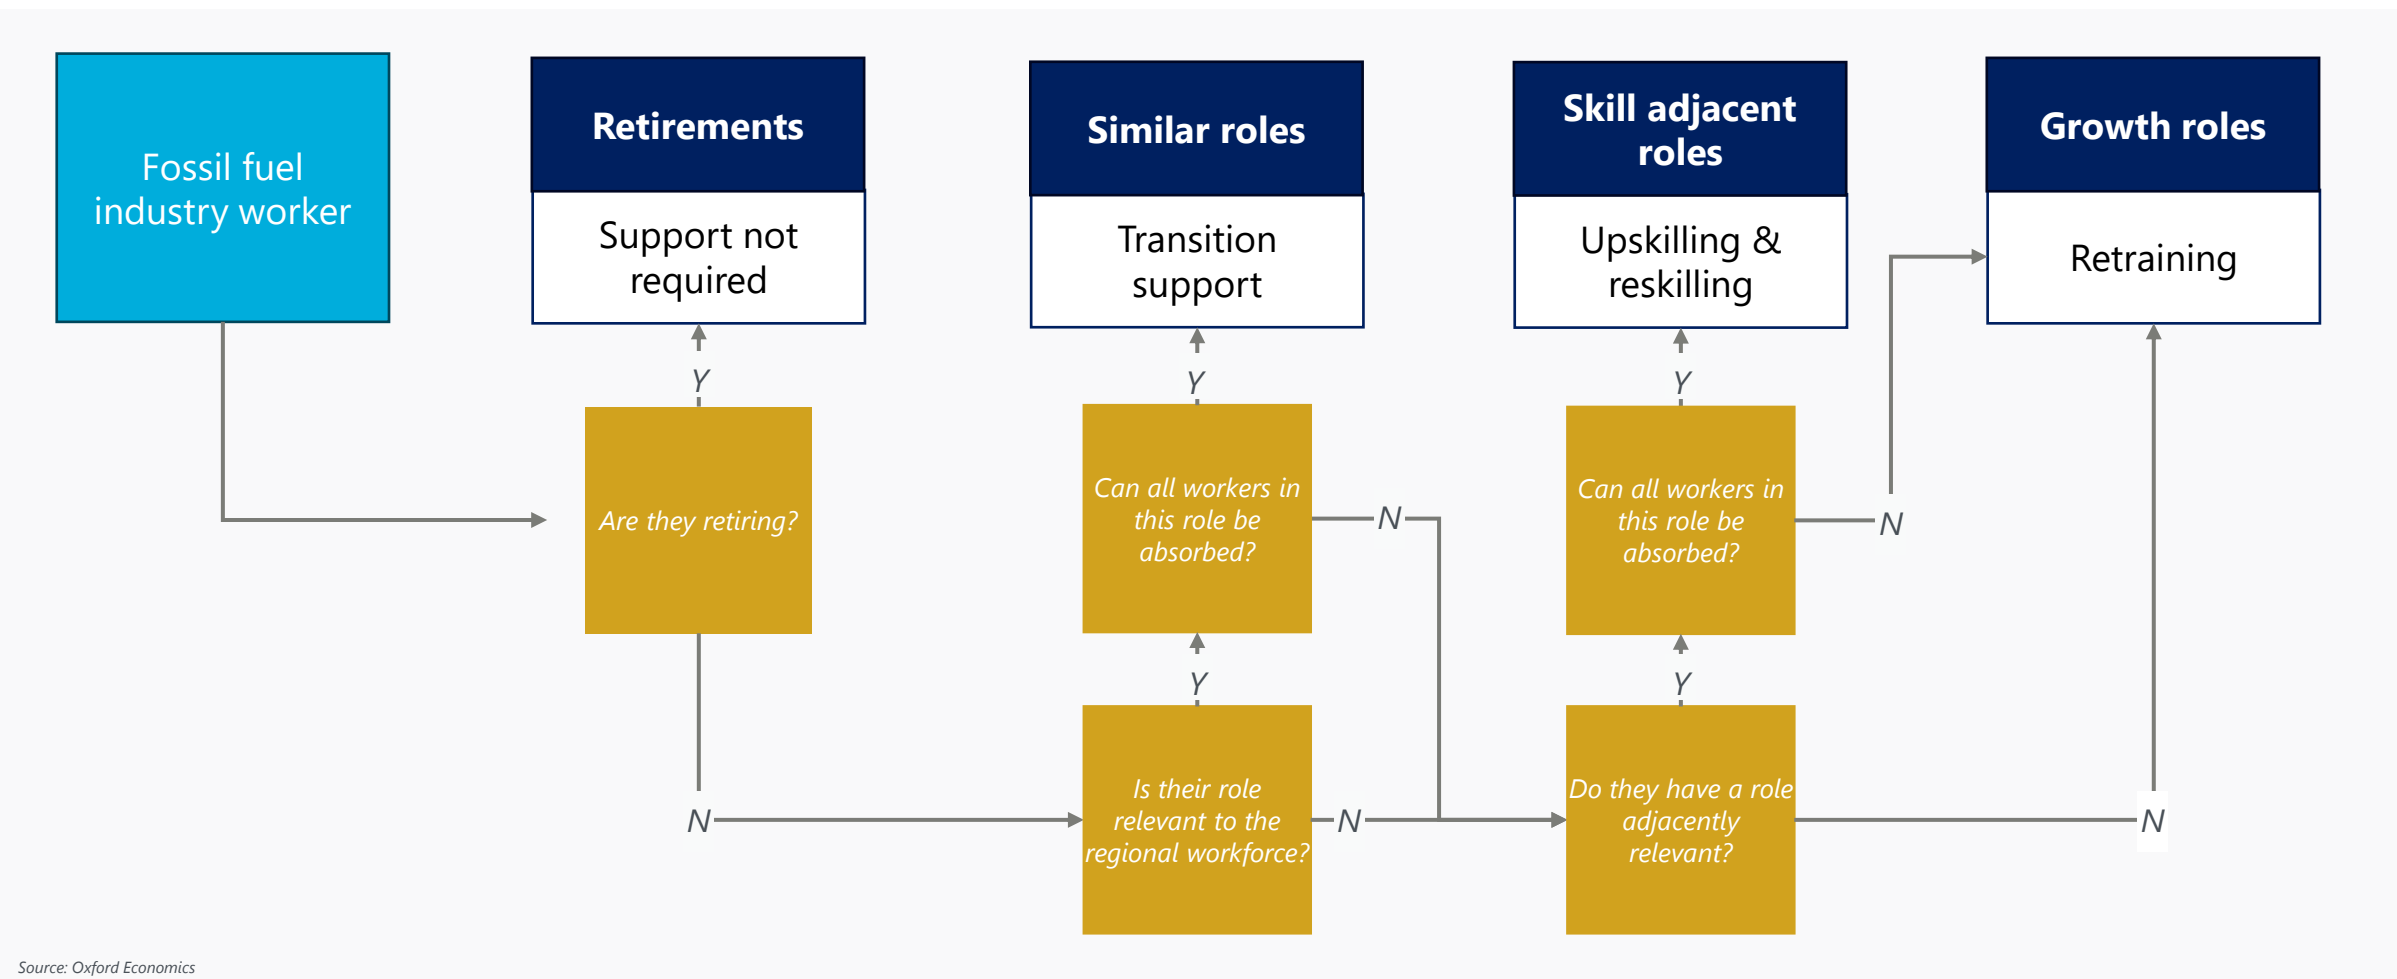 Fossil fuel
industry worker
Retirements
Support not
required
Similar roles
Transition
support
Skill adjacent
roles
Upskilling &
reskilling
Growth roles
Retraining
Y
Y
Y
Are they retiring?
Can all workers in
this role be
absorbed?
N
Can all workers in
this role be
absorbed?
N
Y
Y
N
Is their role
relevant to the
regional workforce?
N
Do they have a role
adjacently
relevant?
N
Source: Oxford Economics